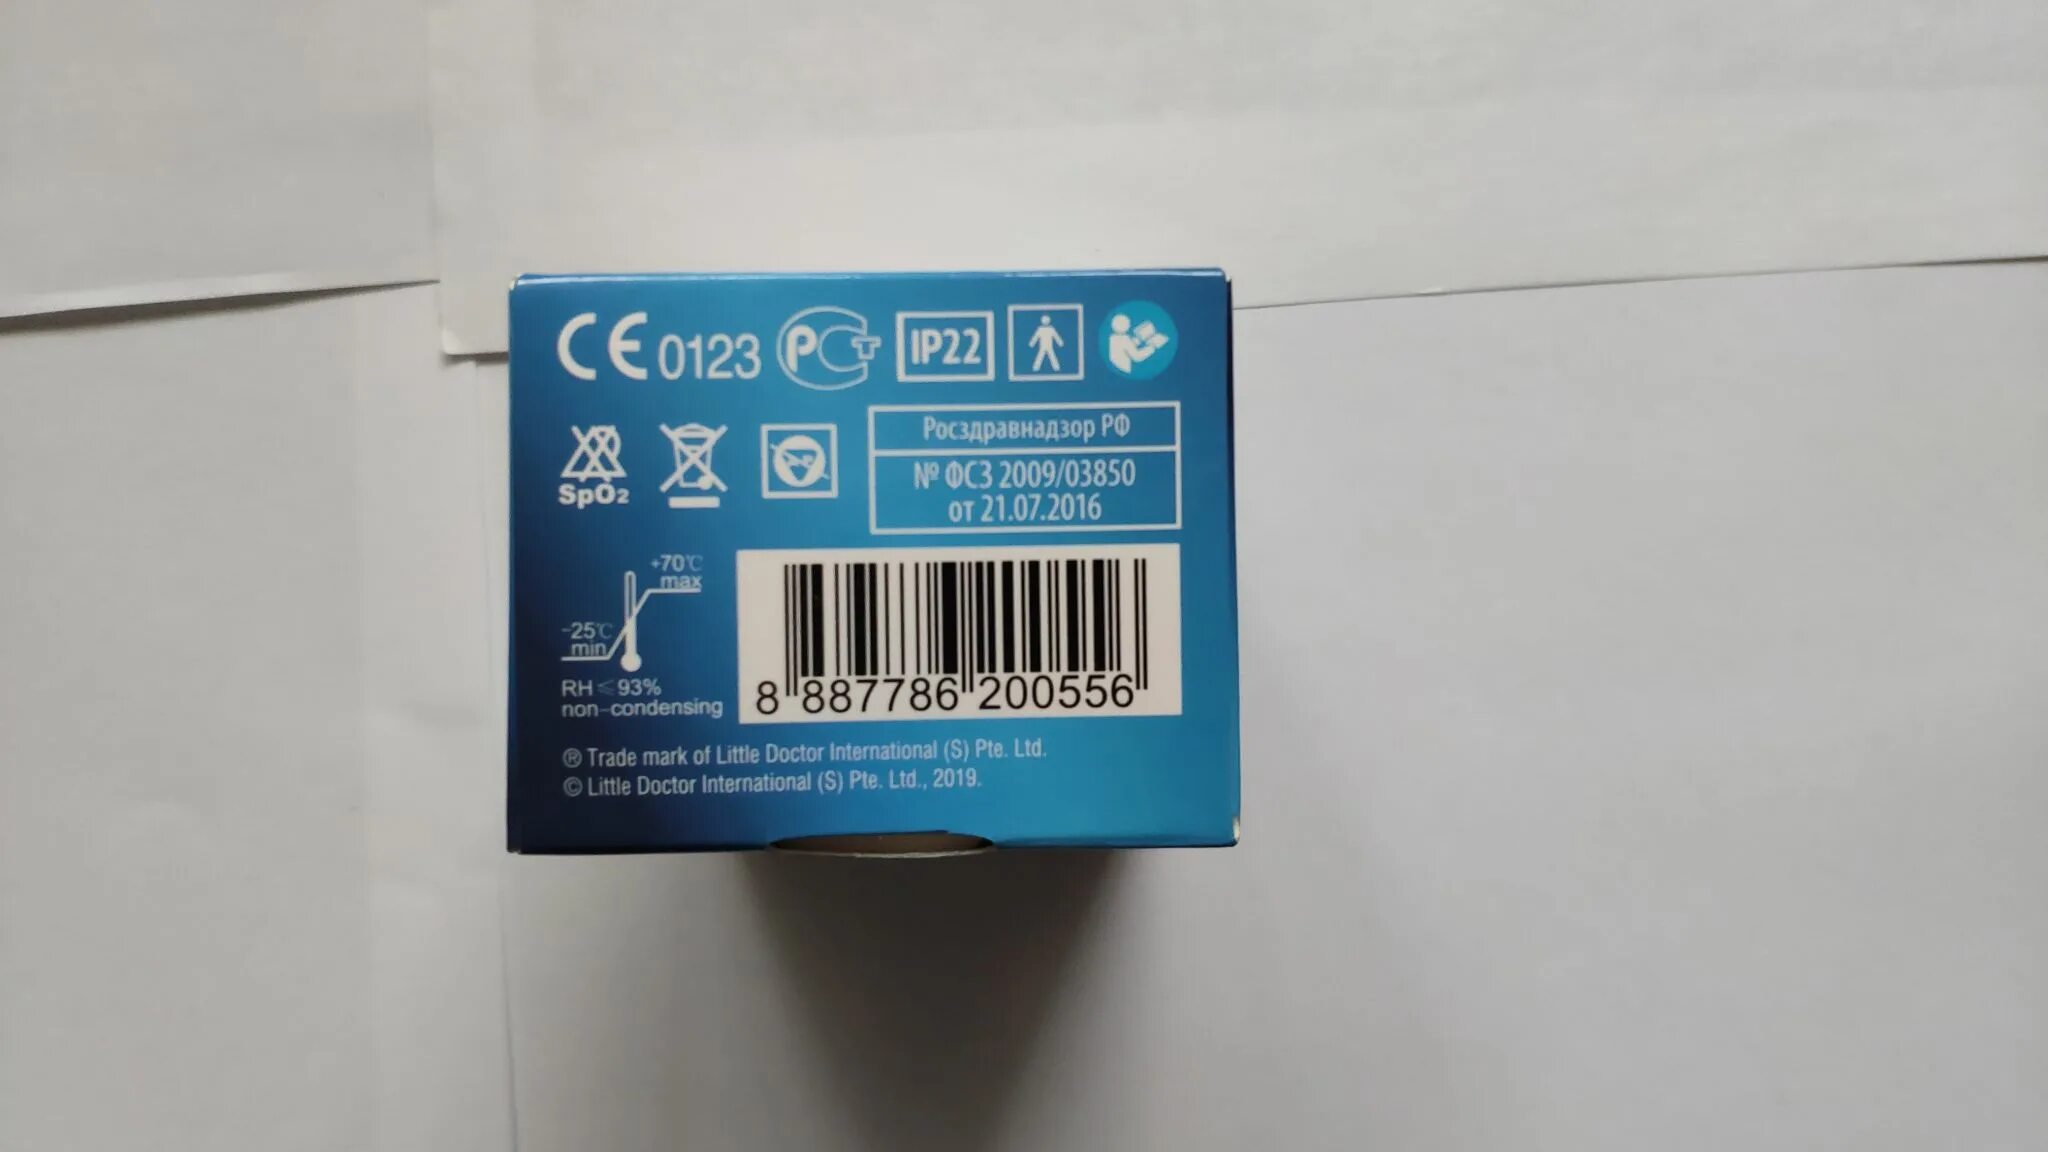 CE 0123 РСТ IP22
SpO2
Росздравнадзор РФ
№ ФСЗ 2009/03850
от 21.07.2016
+70℃
max
-25℃
min
RH ⩽ 93%
non-condensing
8 887786 200556
® Trade mark of Little Doctor International (S) Pte. Ltd.
© Little Doctor International (S) Pte. Ltd., 2019.